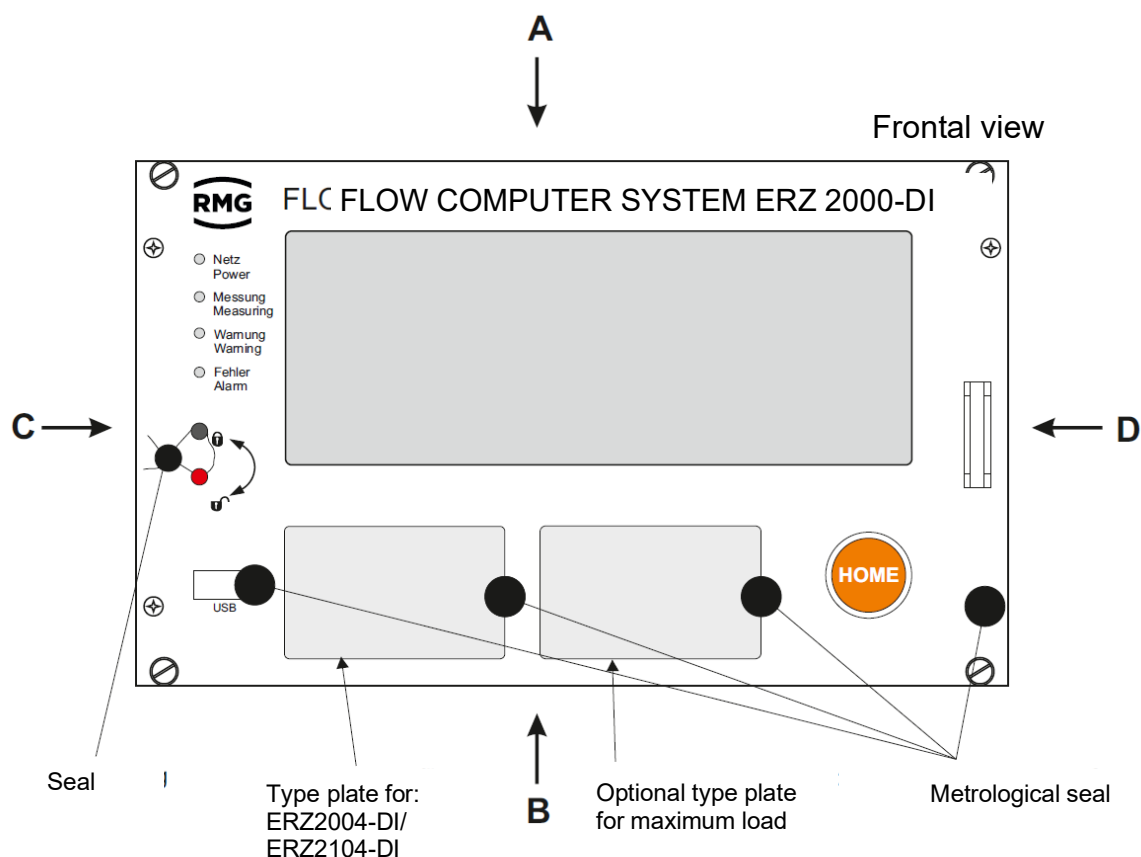 A
Frontal view
RMG
FLC FLOW COMPUTER SYSTEM ERZ 2000-DI
Netz
Power
Messung
Measuring
Warnung
Warning
Fehler
Alarm
C
D
HOME
USB
Seal
Type plate for:
ERZ2004-DI/
ERZ2104-DI
B
Optional type plate
for maximum load
Metrological seal